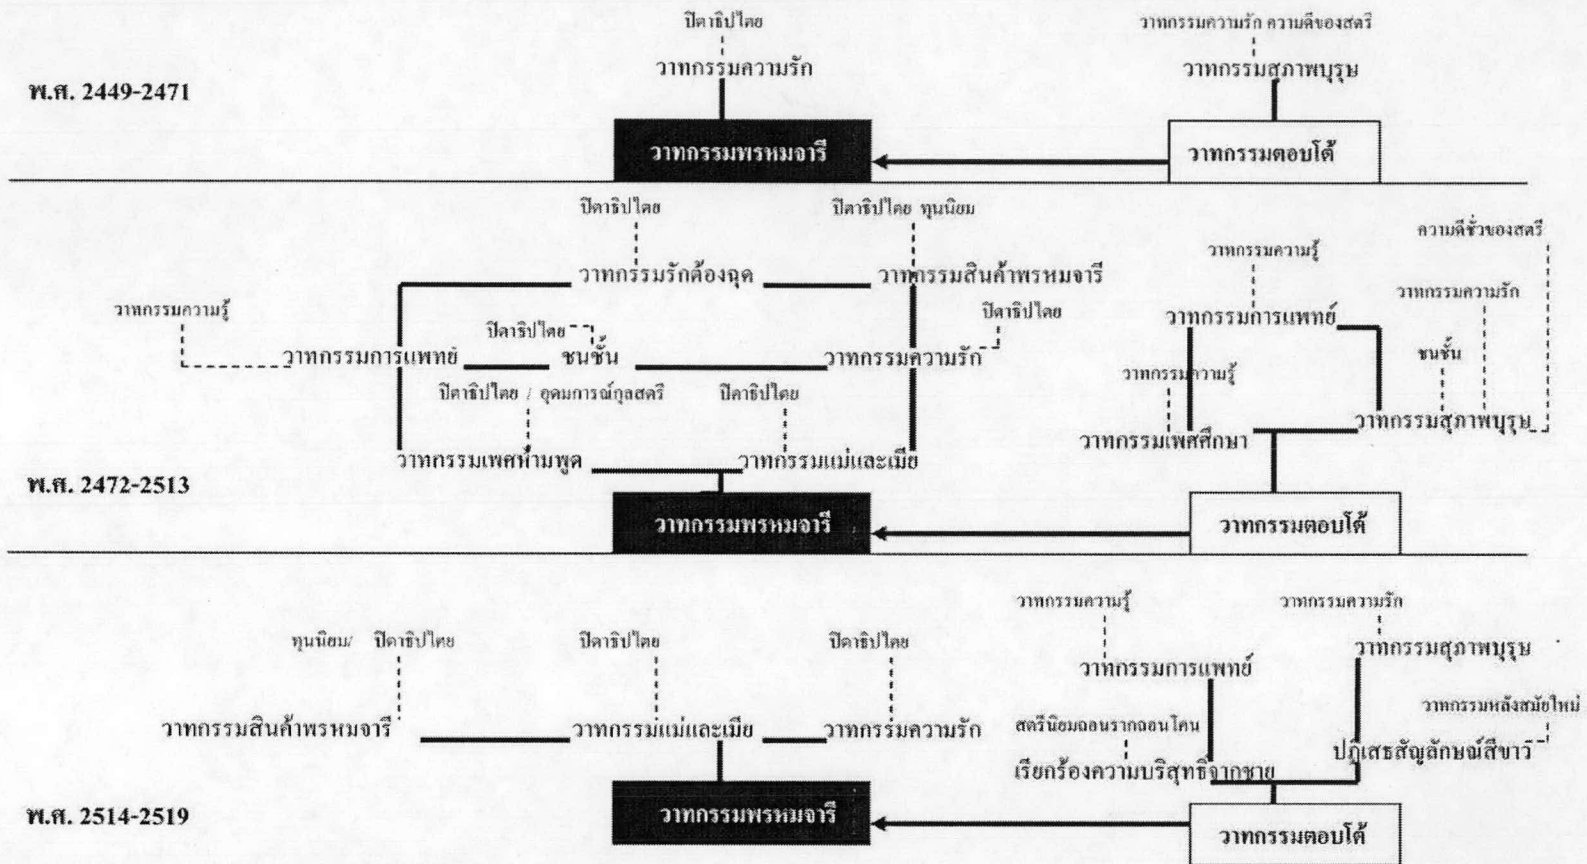 ปิตาธิปไตย วาทกรรมความรัก ความดีของสตรี
วาทกรรมความรัก วาทกรรมสุภาพบุรุษ
พ.ศ. 2449-2471
วาทกรรมพรหมจารี วาทกรรมตอบโต้
ปิตาธิปไตย ปิตาธิปไตย ทุนนิยม
ความดีชั่วของสตรี
วาทกรรมความรู้
วาทกรรมรักต้องฉุด วาทกรรมสินค้าพรหมจารี
วาทกรรมความรัก
วาทกรรมความรู้ ปิตาธิปไตย
วาทกรรมการแพทย์
ปิตาธิปไตย
วาทกรรมการแพทย์ ชนชั้น วาทกรรมความรัก ชนชั้น
วาทกรรมความรู้
ปิตาธิปไตย / อุดมการณ์กุลสตรี ปิตาธิปไตย
วาทกรรมสุภาพบุรุษ
วาทกรรมเพศศึกษา
วาทกรรมเพศห้ามพูด วาทกรรมแม่และเมีย
พ.ศ. 2472-2513
วาทกรรมพรหมจารี วาทกรรมตอบโต้
วาทกรรมความรู้ วาทกรรมความรัก
ทุนนิยม/ ปิตาธิปไตย ปิตาธิปไตย ปิตาธิปไตย
วาทกรรมสุภาพบุรุษ
วาทกรรมการแพทย์
วาทกรรมหลังสมัยใหม่
วาทกรรมสินค้าพรหมจารี วาทกรรมแม่และเมีย วาทกรรมความรัก สตรีนิยมถอนรากถอนโคน
ปฏิเสธสัญลักษณ์สีขาว
เรียกร้องความบริสุทธิ์จากชาย
พ.ศ. 2514-2519
วาทกรรมพรหมจารี
วาทกรรมตอบโต้